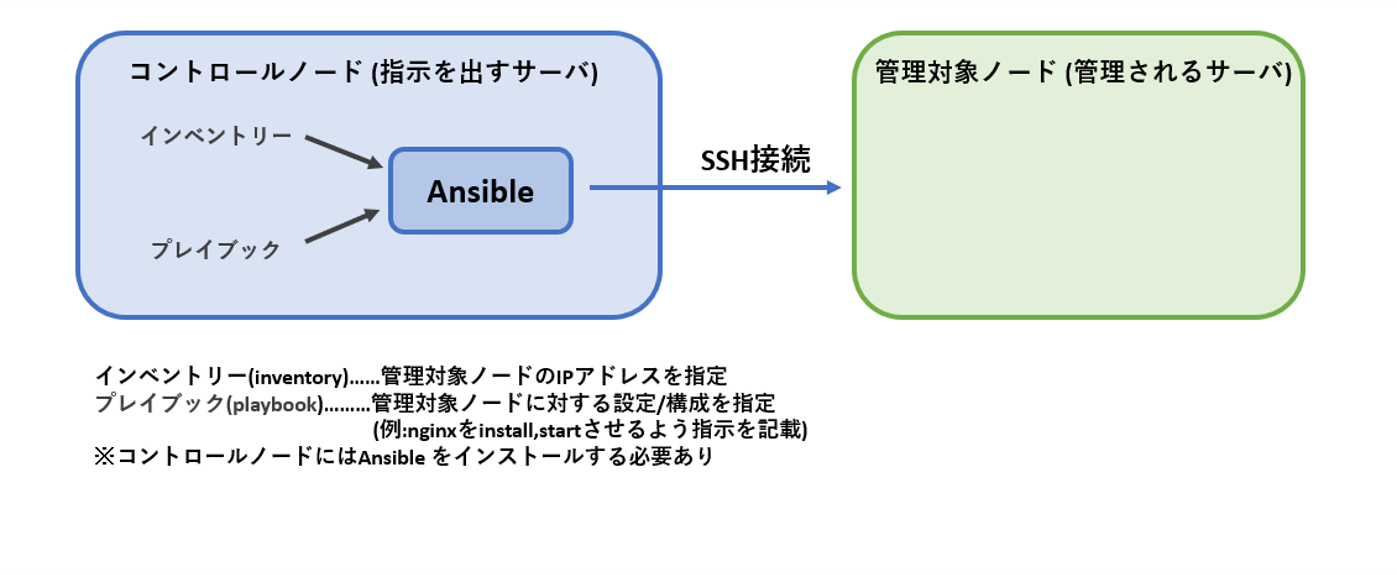 コントロールノード (指示を出すサーバ)
管理対象ノード (管理されるサーバ)
インベントリー
Ansible
SSH接続
プレイブック
インベントリー(inventory)……管理対象ノードのIPアドレスを指定
プレイブック(playbook)………管理対象ノードに対する設定/構成を指定
(例:nginxをinstall,startさせるよう指示を記載)
※コントロールノードにはAnsible をインストールする必要あり